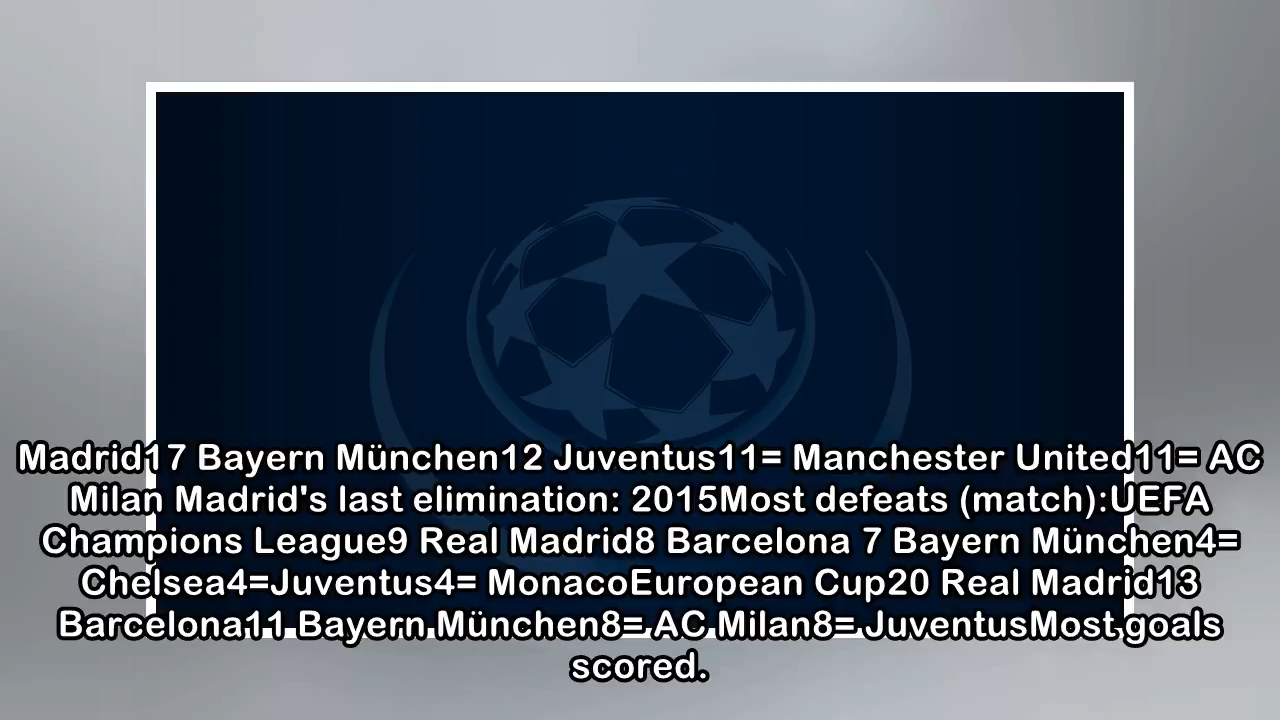 Madrid17 Bayern München12 Juventus11= Manchester United11= AC
Milan Madrid's last elimination: 2015Most defeats (match):UEFA
Champions League9 Real Madrid8 Barcelona 7 Bayern München4=
Chelsea4=Juventus4= MonacoEuropean Cup20 Real Madrid13
Barcelona11 Bayern München8= AC Milan8= JuventusMost goals
scored.